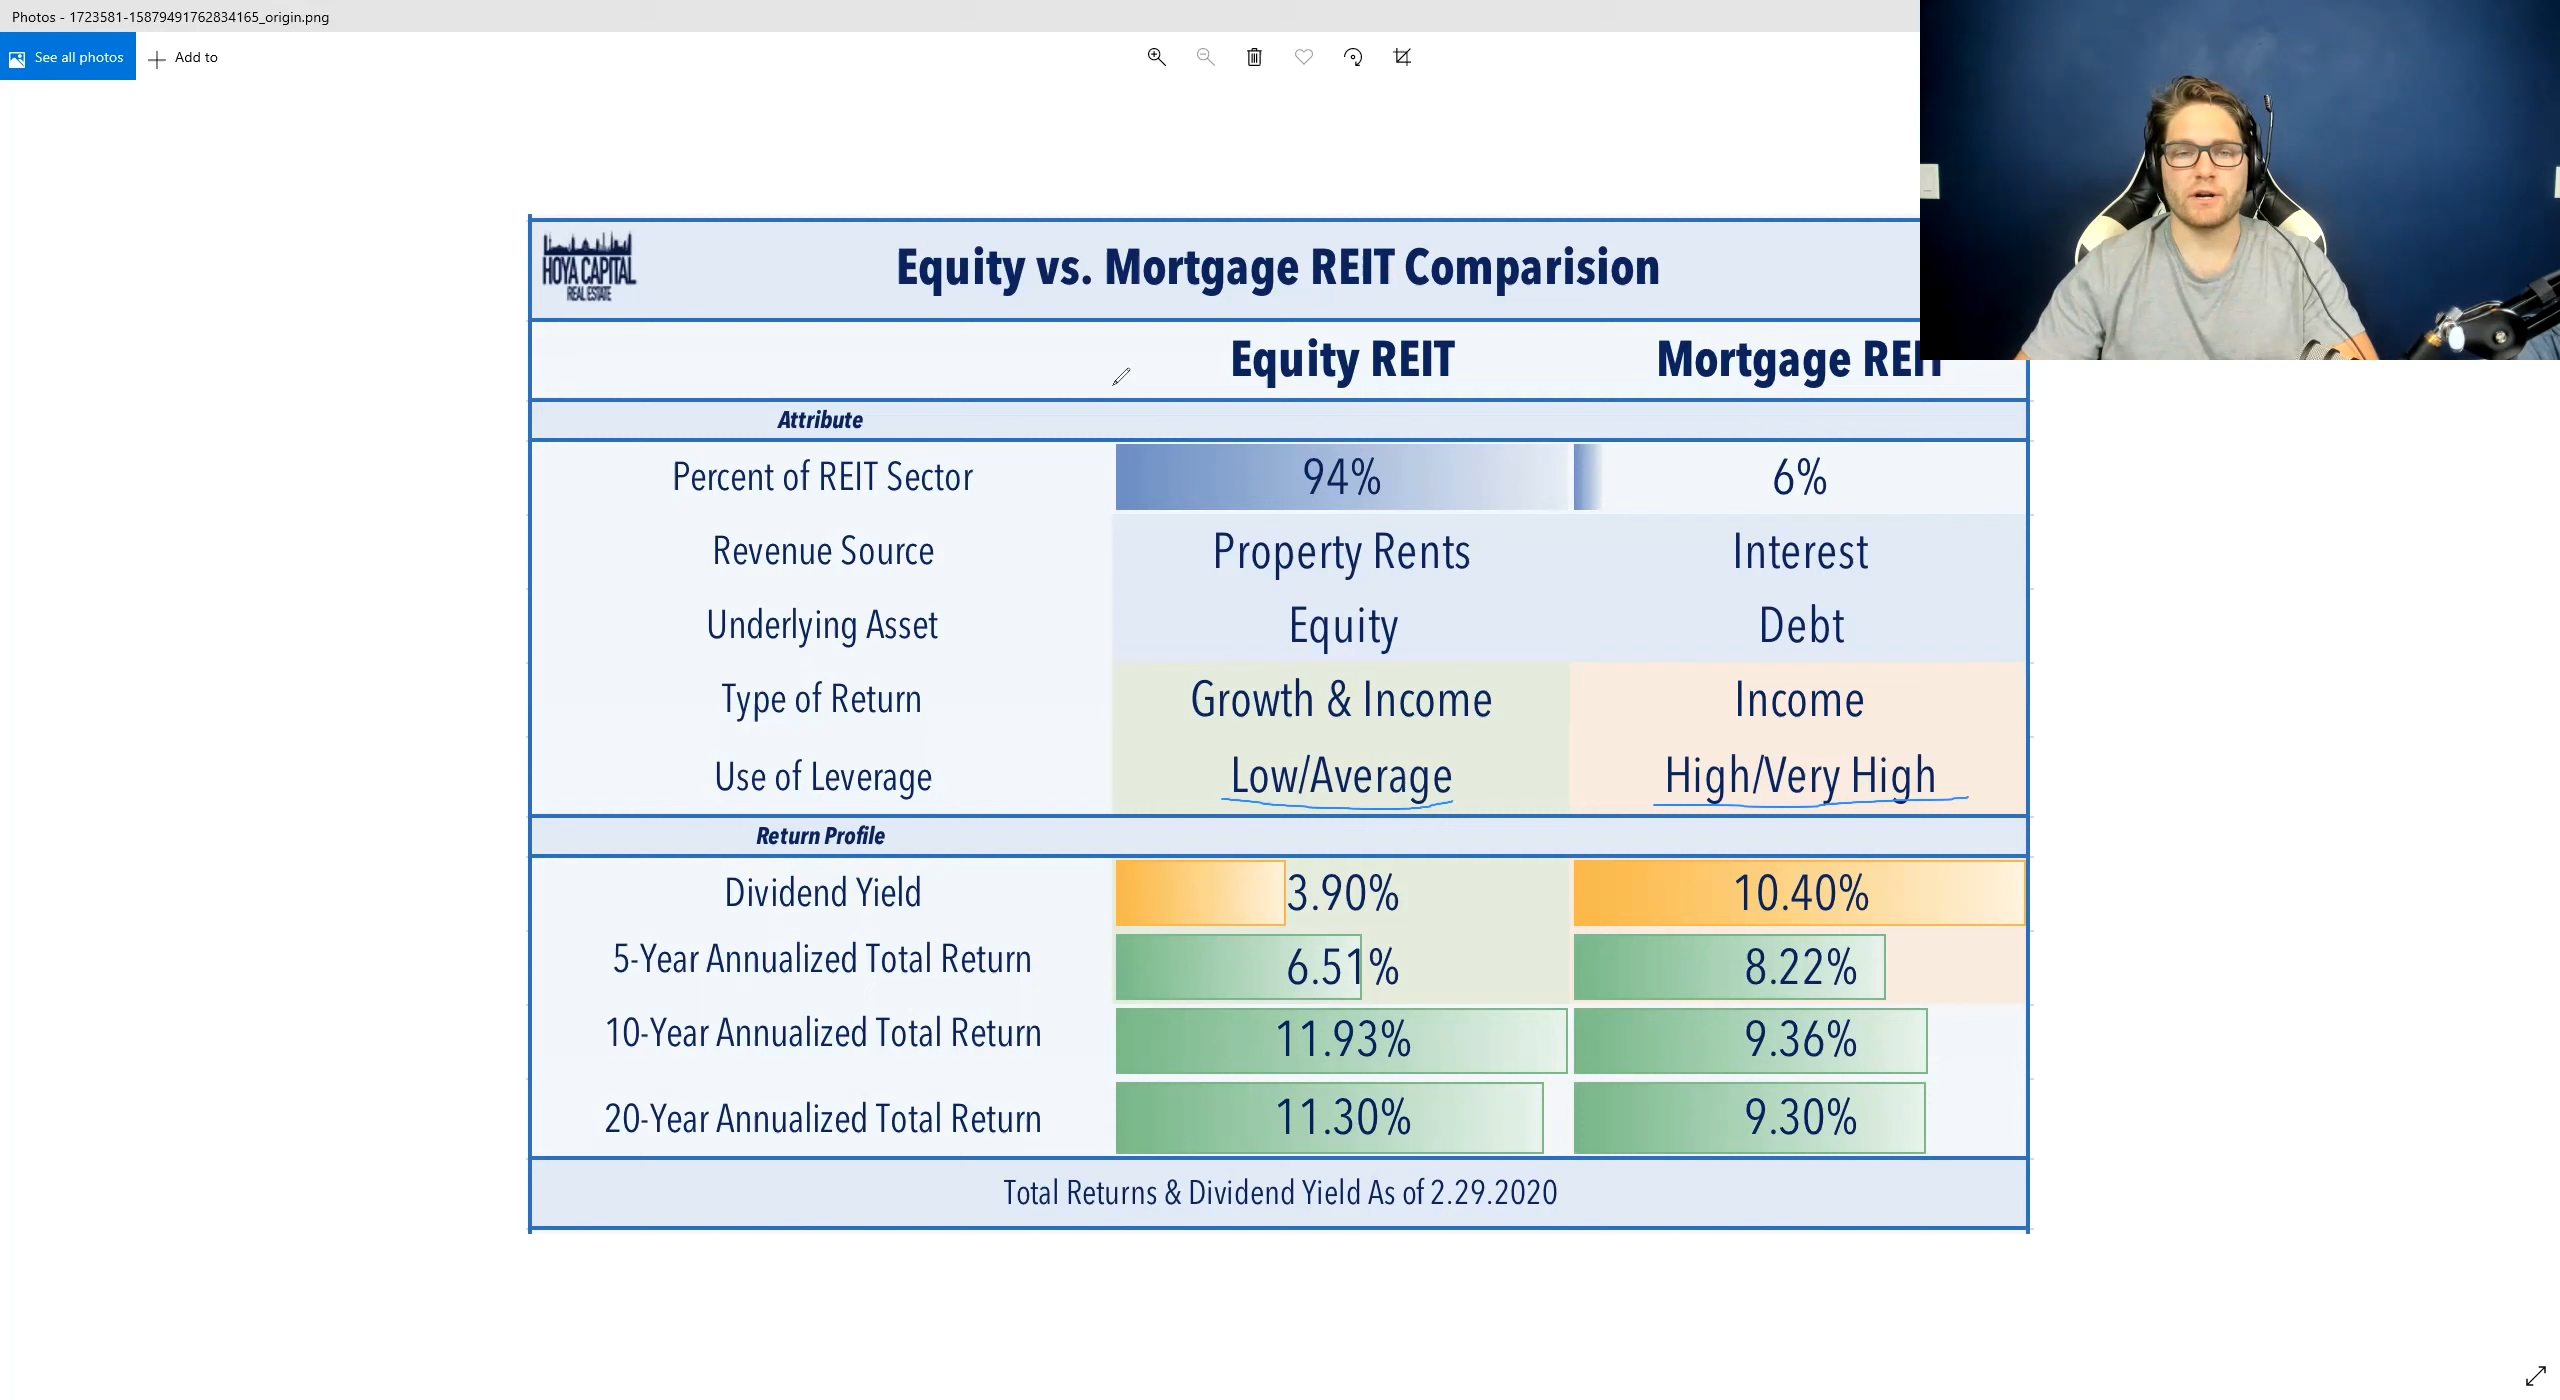 Photos - 1723581-15879491762834165_origin.png
See all photos
Add to
HOYA CAPITAL
REAL ESTATE
Equity vs. Mortgage REIT Comparision
Equity REIT Mortgage REIT
Attribute
Percent of REIT Sector 94% 6%
Revenue Source Property Rents Interest
Underlying Asset Equity Debt
Type of Return Growth & Income Income
Use of Leverage Low/Average High/Very High
Return Profile
Dividend Yield 3.90% 10.40%
5-Year Annualized Total Return 6.51% 8.22%
10-Year Annualized Total Return 11.93% 9.36%
20-Year Annualized Total Return 11.30% 9.30%
Total Returns & Dividend Yield As of 2.29.2020